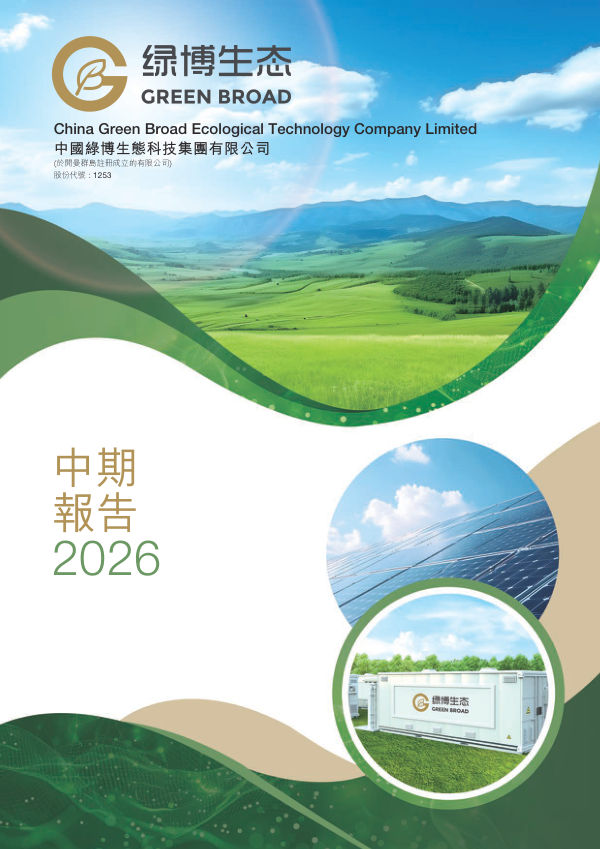 绿博生态
GREEN BROAD
China Green Broad Ecological Technology Company Limited
中國綠博生態科技集團有限公司
(於開曼群島註冊成立的有限公司)
股份代號：1253
中期
報告
2026
绿博生态
GREEN BROAD